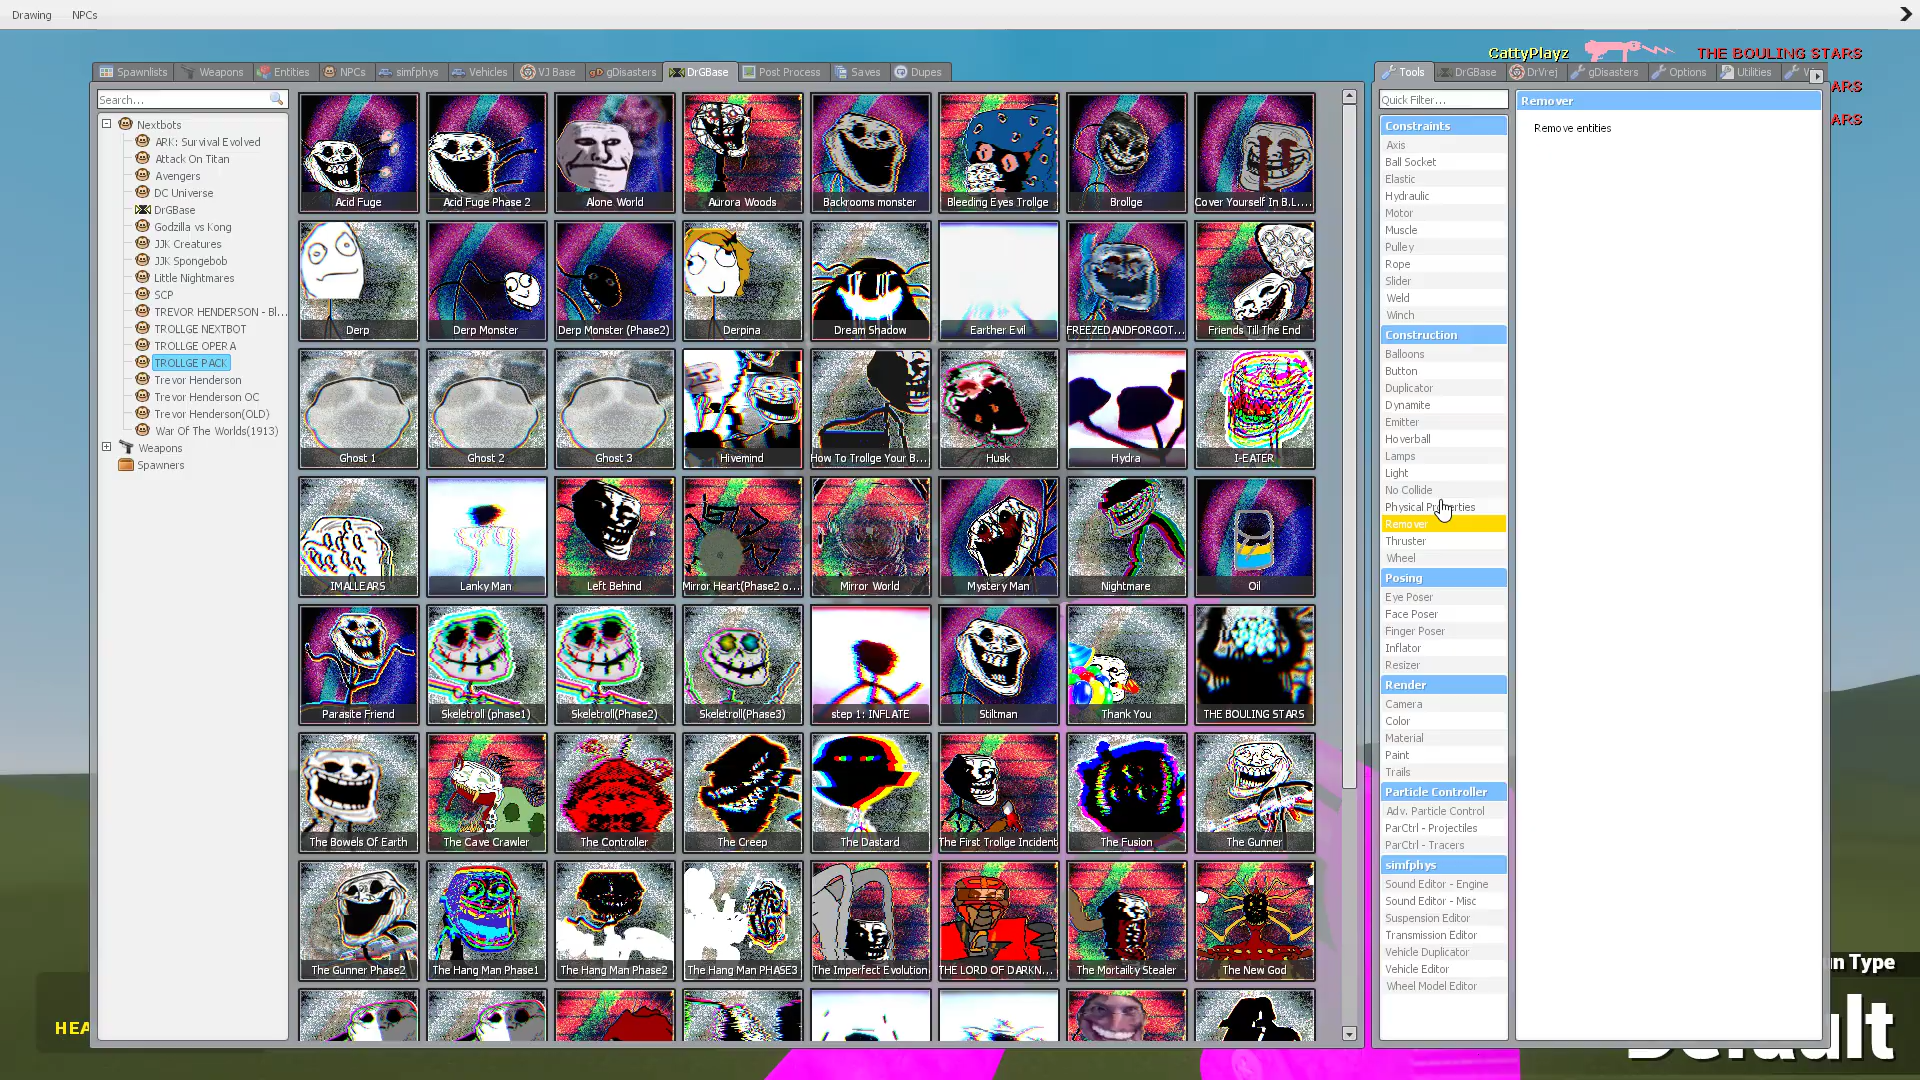 Drawing NPCs
CattyPlayz THE BOULING STARS
ARS
ARS
Spawnlists Weapons Entities NPCs simfphys Vehicles VJ Base gDisasters DrGBase Post Process Saves Dupes
Tools DrGBase DrVrej gDisasters Options Utilities
Search...
Nextbots
ARK: Survival Evolved
Attack On Titan
Avengers
DC Universe
DrGBase
Godzilla vs Kong
JJK Creatures
JJK Spongebob
Little Nightmares
SCP
TREVOR HENDERSON - Bl...
TROLLGE NEXTBOT
TROLLGE OPERA
TROLLGE PACK
Trevor Henderson
Trevor Henderson OC
Trevor Henderson(OLD)
War Of The Worlds(1913)
Weapons
Spawners
Acid Fuge
Acid Fuge Phase 2
Alone World
Aurora Woods
Backrooms monster
Bleeding Eyes Trollge
Brollge
Cover Yourself In B.L....
Derp
Derp Monster
Derp Monster (Phase2)
Derpina
Dream Shadow
Earther Evil
FREEZEDANDFORGOT...
Friends Till The End
Ghost 1
Ghost 2
Ghost 3
Hivemind
How To Trollge Your B...
Husk
Hydra
I-EATER
IMALLEARS
Lanky Man
Left Behind
Mirror Heart(Phase2 o...
Mirror World
Mystery Man
Nightmare
Oil
Parasite Friend
Skeletroll (phase1)
Skeletroll(Phase2)
Skeletroll(Phase3)
step 1: INFLATE
Stiltman
Thank You
THE BOULING STARS
The Bowels Of Earth
The Cave Crawler
The Controller
The Creep
The Dastard
The First Trollge Incident
The Fusion
The Gunner
The Gunner Phase2
The Hang Man Phase1
The Hang Man Phase2
The Hang Man PHASE3
The Imperfect Evolution
THE LORD OF DARKN...
The Mortailty Stealer
The New God
Quick Filter...
Constraints
Axis
Ball Socket
Elastic
Hydraulic
Motor
Muscle
Pulley
Rope
Slider
Weld
Winch
Construction
Balloons
Button
Duplicator
Dynamite
Emitter
Hoverball
Lamps
Light
No Collide
Physical Properties
Remover
Thruster
Wheel
Posing
Eye Poser
Face Poser
Finger Poser
Inflator
Resizer
Render
Camera
Color
Material
Paint
Trails
Particle Controller
Adv. Particle Control
ParCtrl - Projectiles
ParCtrl - Tracers
simfphys
Sound Editor - Engine
Sound Editor - Misc
Suspension Editor
Transmission Editor
Vehicle Duplicator
Vehicle Editor
Wheel Model Editor
Remover
Remove entities
HEA
un Type